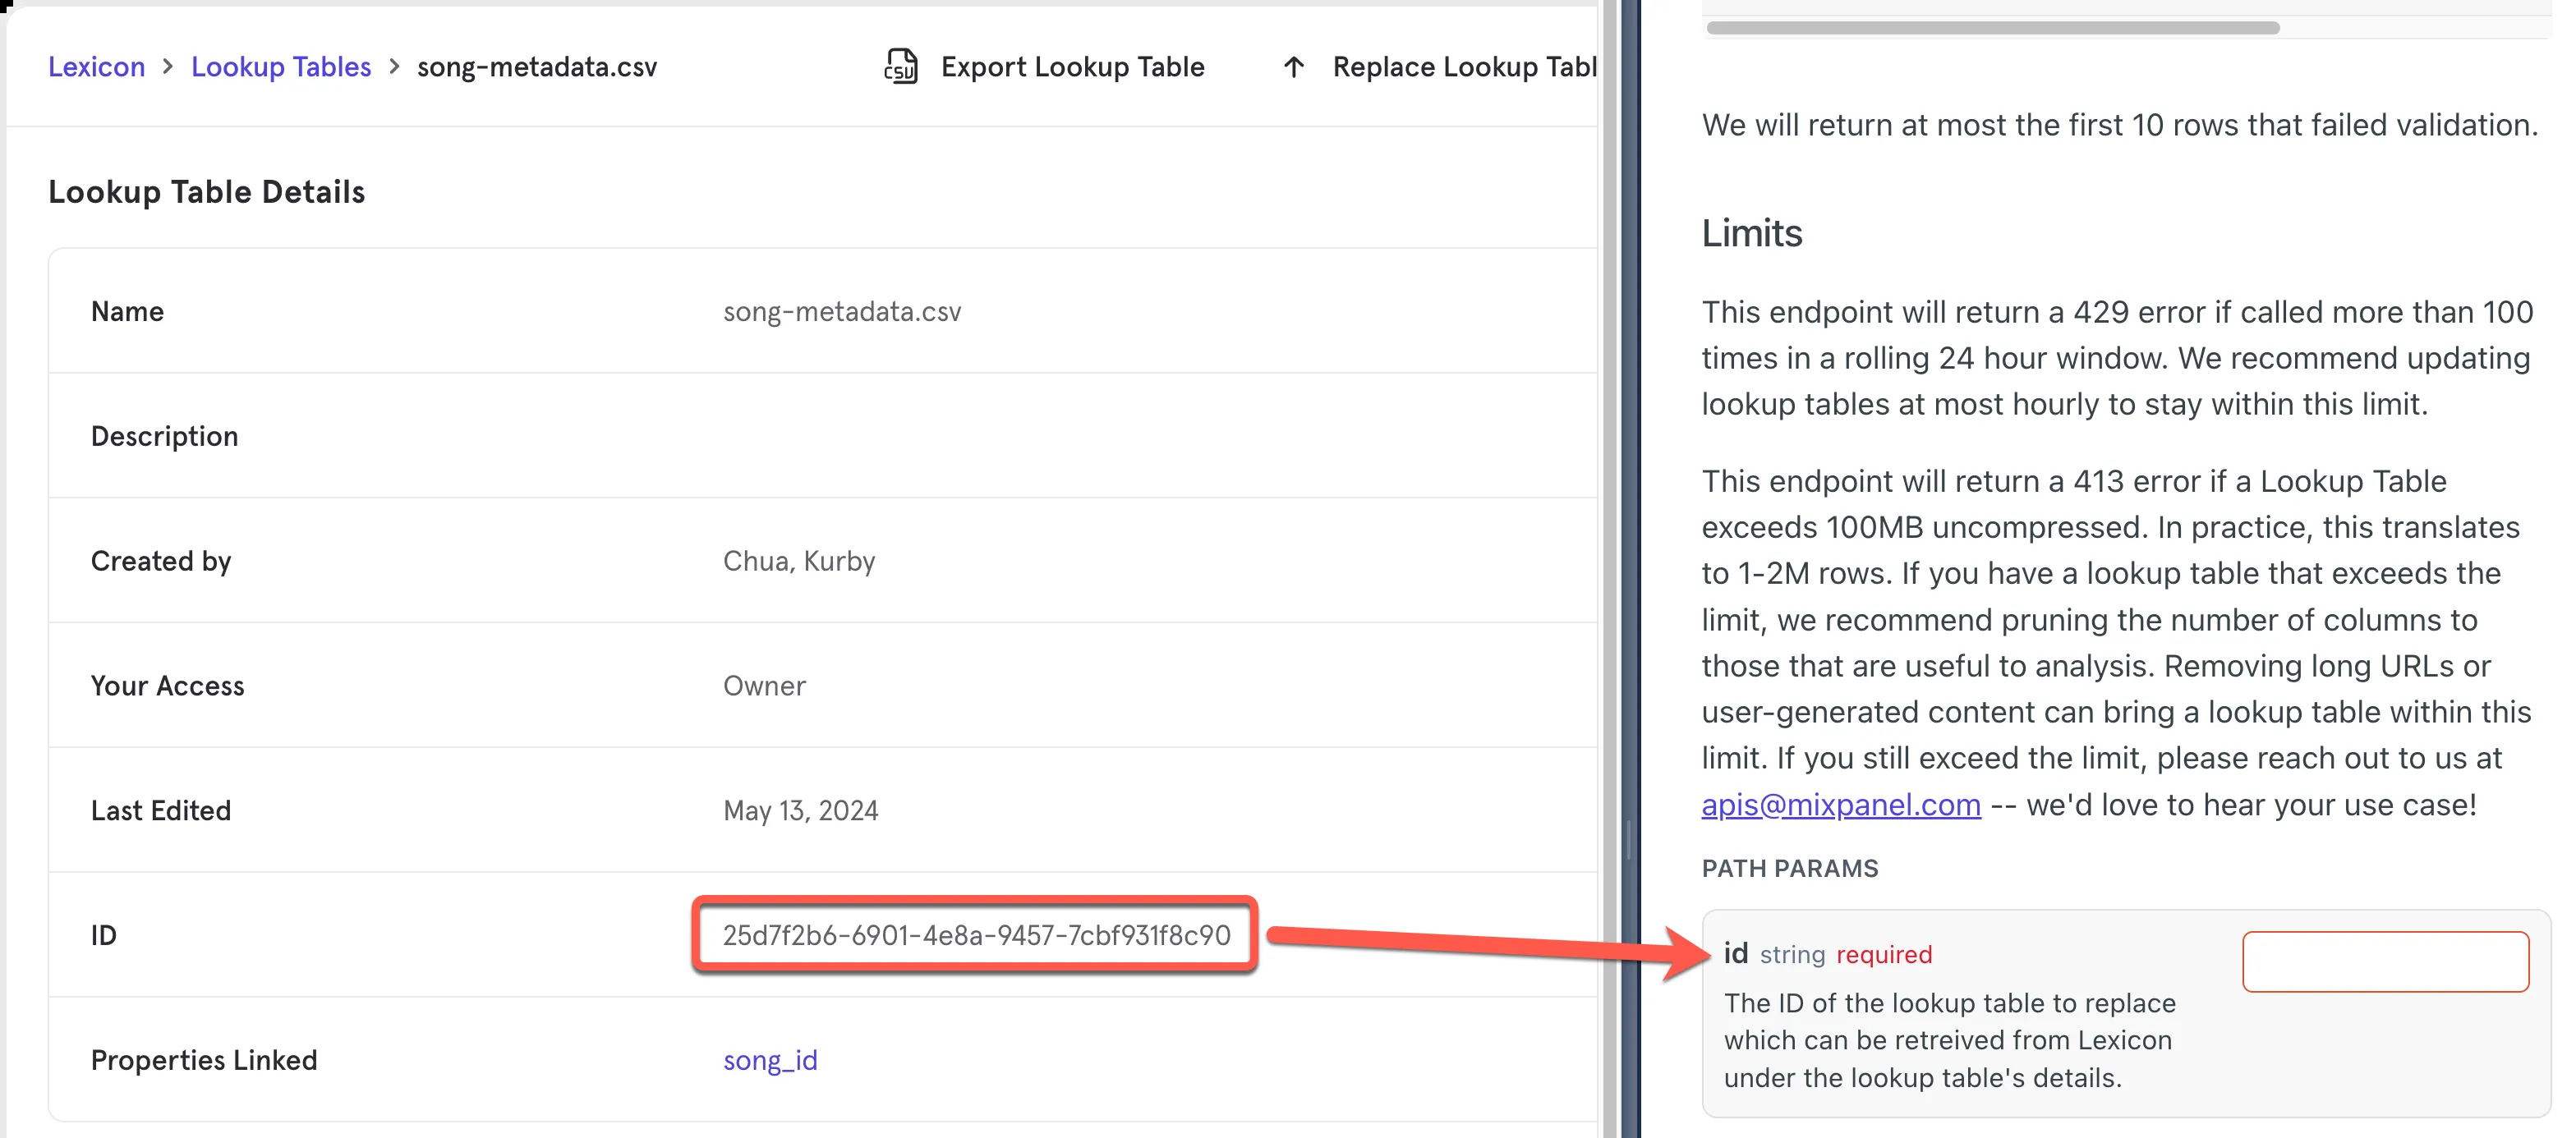 Lexicon > Lookup Tables > song-metadata.csv
CSV Export Lookup Table
↑ Replace Lookup Tabl
Lookup Table Details
Name song-metadata.csv
Description
Created by Chua, Kurby
Your Access Owner
Last Edited May 13, 2024
ID 25d7f2b6-6901-4e8a-9457-7cbf931f8c90
Properties Linked song_id
We will return at most the first 10 rows that failed validation.
Limits
This endpoint will return a 429 error if called more than 100
times in a rolling 24 hour window. We recommend updating
lookup tables at most hourly to stay within this limit.
This endpoint will return a 413 error if a Lookup Table
exceeds 100MB uncompressed. In practice, this translates
to 1-2M rows. If you have a lookup table that exceeds the
limit, we recommend pruning the number of columns to
those that are useful to analysis. Removing long URLs or
user-generated content can bring a lookup table within this
limit. If you still exceed the limit, please reach out to us at
apis@mixpanel.com -- we'd love to hear your use case!
PATH PARAMS
id string required
The ID of the lookup table to replace
which can be retreived from Lexicon
under the lookup table's details.